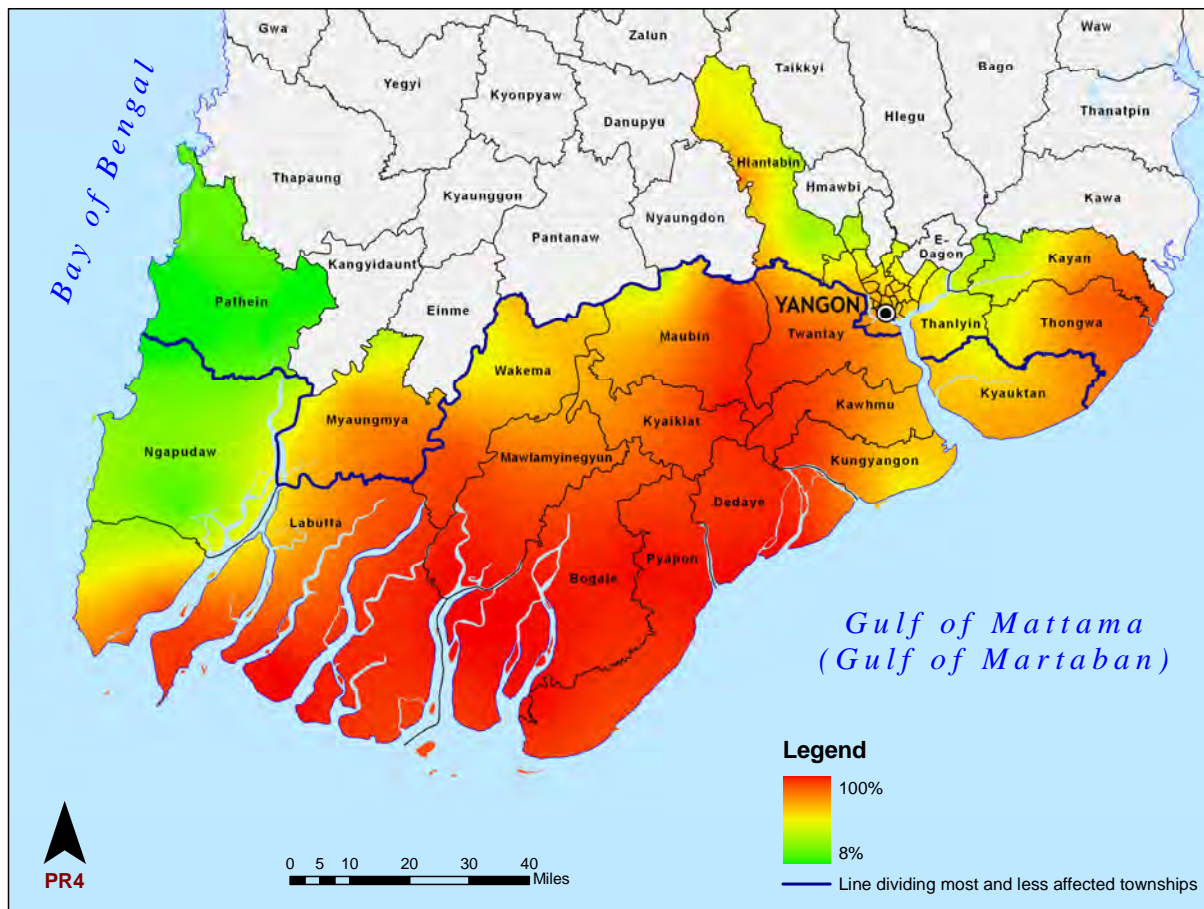 Gwa
Zalun
Waw
Taikkyi
Bago
Yegyi
Kyonpyaw
Danupyu
Hlegu
Thanatpin
Hlantabin
Thapaung
Kyaunggon
Hmawbi
Kawa
Nyaungdon
Pantanaw
E-
Dagon
Kangyidaunt
Kayan
Bay of Bengal
Pathein
Einme
YANGON
Thanlyin
Thongwa
Maubin
Twantay
Wakema
Kyauktan
Myaungmya
Kyaiklat
Kawhmu
Ngapudaw
Mawlamyinegyun
Kungyangon
Dedaye
Labutta
Pyapon
Bogale
Gulf of Mattama
(Gulf of Martaban)
Legend
100%
8%
Line dividing most and less affected townships
PR4
0 5 10 20 30 40
Miles